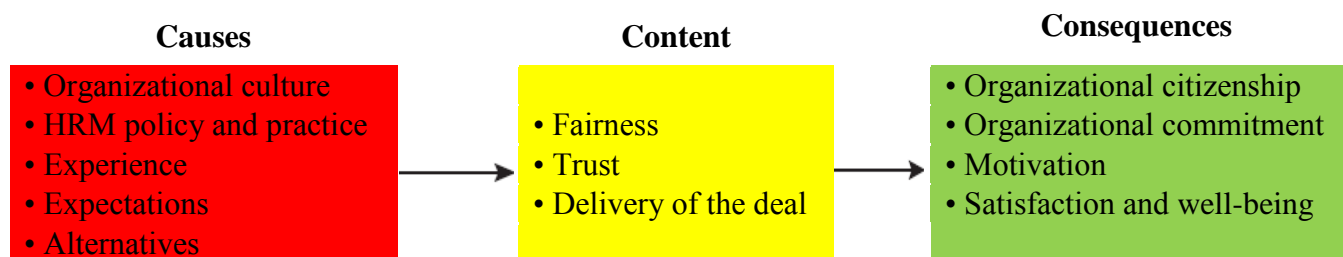 Causes
• Organizational culture
• HRM policy and practice
• Experience
• Expectations
• Alternatives
Content
• Fairness
• Trust
• Delivery of the deal
Consequences
• Organizational citizenship
• Organizational commitment
• Motivation
• Satisfaction and well-being